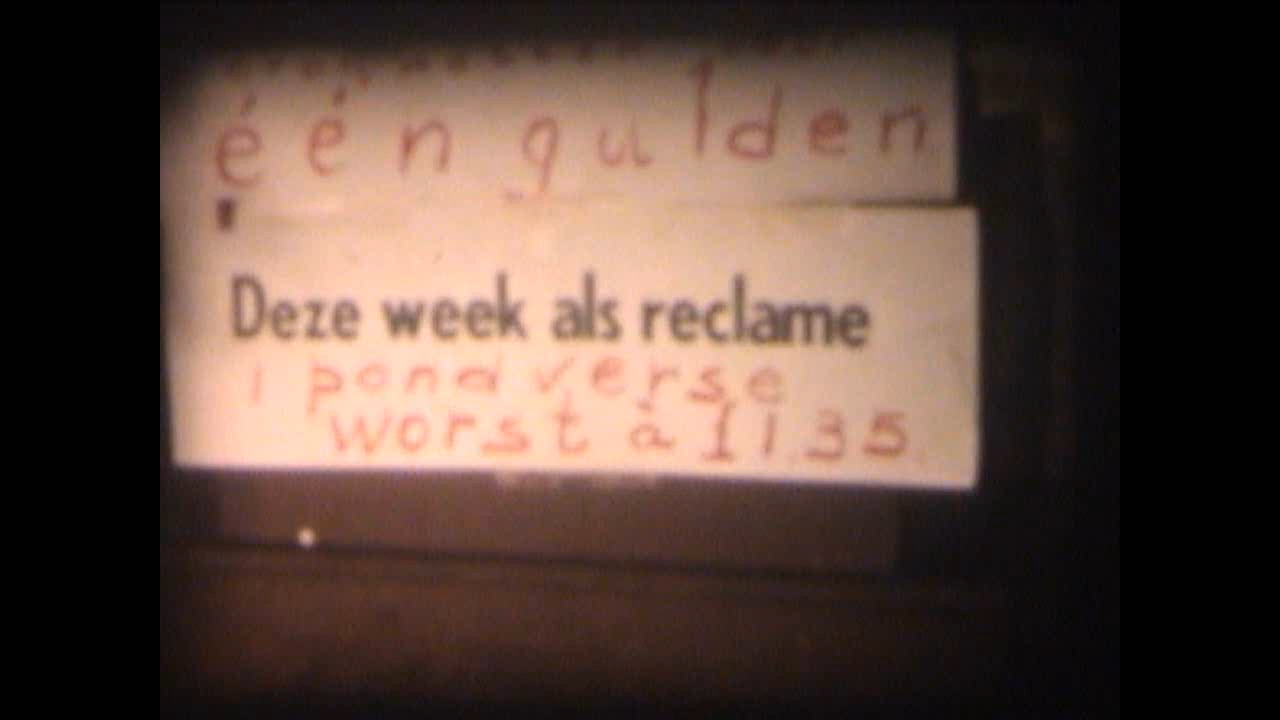 één gulden
Deze week als reclame
1 pond verse
worst à f 1 35